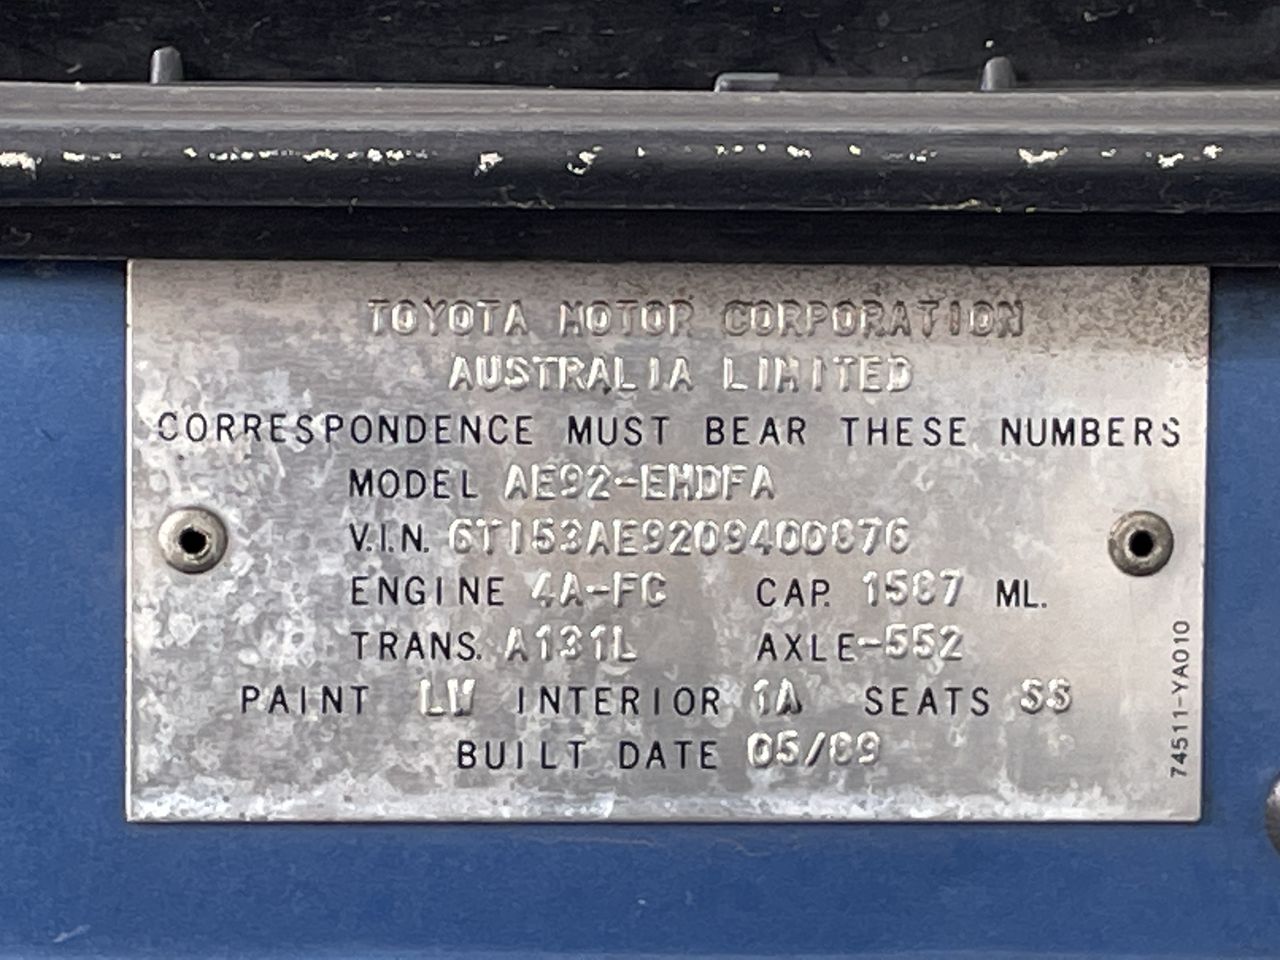 TOYOTA MOTOR CORPORATION
AUSTRALIA LIMITED
CORRESPONDENCE MUST BEAR THESE NUMBERS
MODEL AE92-EHDFA
V.I.N. 6T153AE9209400876
ENGINE 4A-FC CAP. 1587 ML.
TRANS. A131L AXLE-552
PAINT LW INTERIOR 1A SEATS SS
BUILT DATE 05/89
74511-YA010